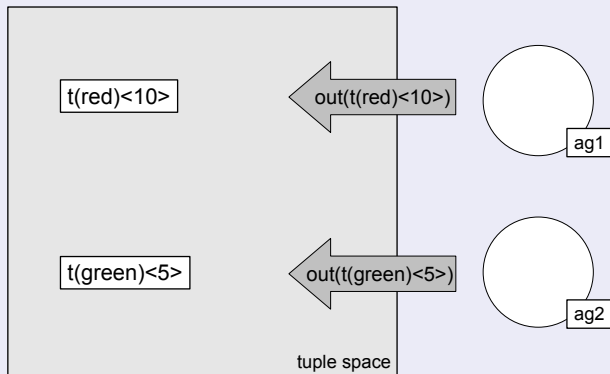 t(red)<10>
out(t(red)<10>)
ag1
t(green)<5>
out(t(green)<5>)
ag2
tuple space